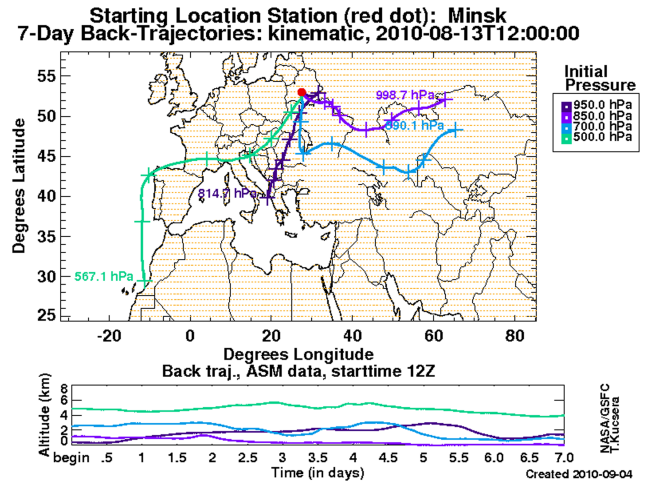 Starting Location Station (red dot): Minsk
7-Day Back-Trajectories: kinematic, 2010-08-13T12:00:00
Initial
Pressure
950.0 hPa
850.0 hPa
700.0 hPa
500.0 hPa
Degrees Latitude
55
50
45
40
35
30
25
998.7 hPa
814.7 hPa
567.1 hPa
-20 0 20 40 60 80
Degrees Longitude
Back traj., ASM data, starttime 12Z
Altitude (km)
8
6
4
2
0
begin .5 1 1.5 2 2.5 3 3.5 4 4.5 5.0 5.5 6.0 6.5 7.0
Time (in days)
NASA/GSFC
T.Kucsera
Created 2010-09-04